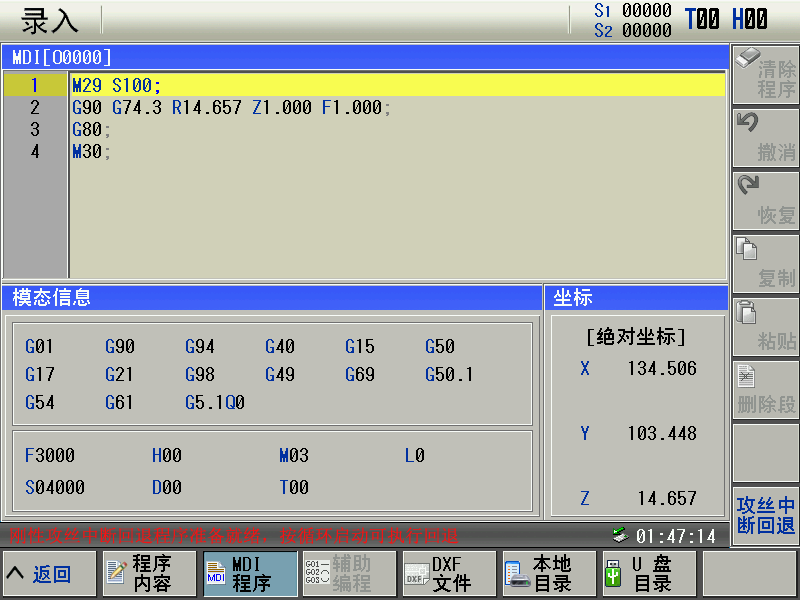 录入
S1 00000
S2 00000
T00 H00
MDI[O0000]
1 M29 S100;
2 G90 G74.3 R14.657 Z1.000 F1.000;
3 G80;
4 M30;
清除
程序
撤消
恢复
复制
粘贴
删除段
攻丝中
断回退
模态信息
G01 G90 G94 G40 G15 G50
G17 G21 G98 G49 G69 G50.1
G54 G61 G5.1Q0
F3000 H00 M03 L0
S04000 D00 T00
坐标
[绝对坐标]
X 134.506
Y 103.448
Z 14.657
刚性攻丝中断回退程序准备就绪，按循环启动可执行回退
01:47:14
返回
程序
内容
MDI
MDI
程序
G01
G02
G03
辅助
编程
DXF
DXF
文件
本地
目录
U 盘
目录